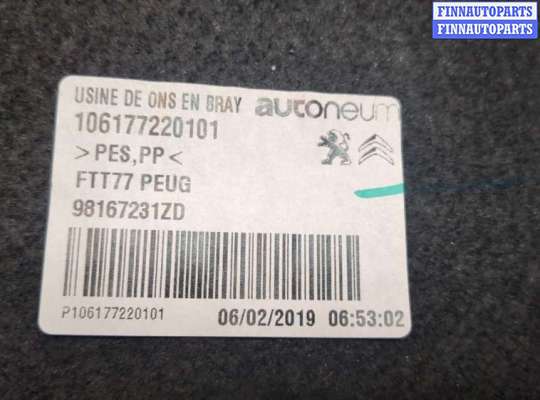 FINNAUTOPARTS
FINNAUTOPARTS
USINE DE ONS EN BRAY autoneum
106177220101
>PES,PP<
FTT77 PEUG
98167231ZD
P106177220101 06/02/2019 06:53:02